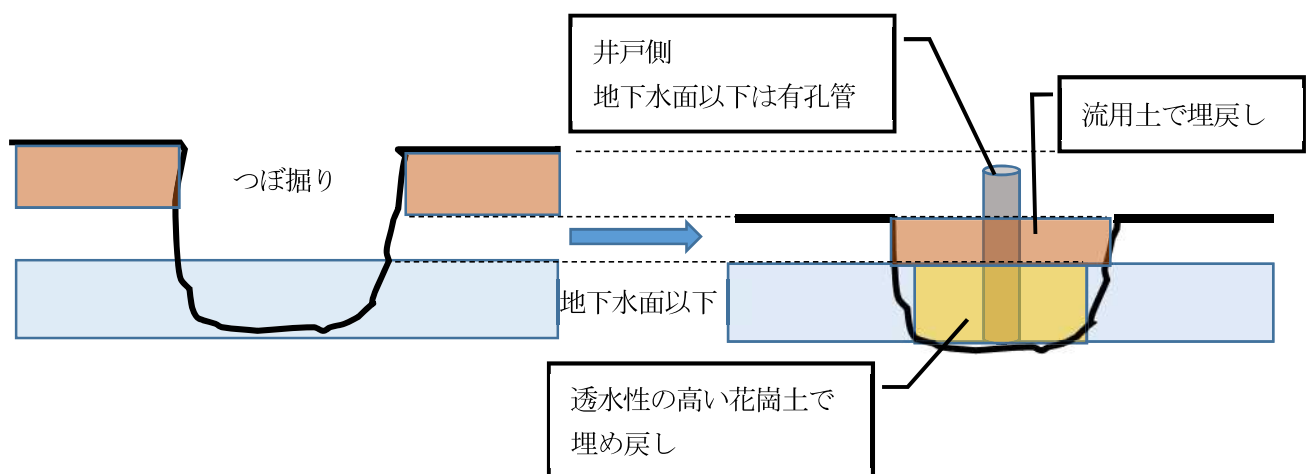 井戸側
地下水面以下は有孔管
流用土で埋戻し
つぼ掘り
地下水面以下
透水性の高い花崗土で
埋め戻し